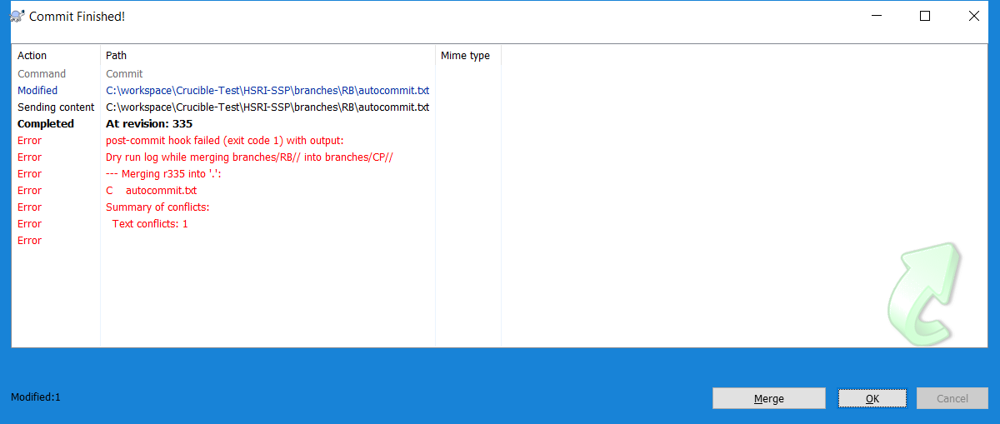 Commit Finished!
Action Path Mime type
Command Commit
Modified C:\workspace\Crucible-Test\HSRI-SSP\branches\RB\autocommit.txt
Sending content C:\workspace\Crucible-Test\HSRI-SSP\branches\RB\autocommit.txt
Completed At revision: 335
Error post-commit hook failed (exit code 1) with output:
Error Dry run log while merging branches/RB// into branches/CP//
Error --- Merging r335 into '.':
Error C    autocommit.txt
Error Summary of conflicts:
Error   Text conflicts: 1
Error
Modified:1
Merge OK Cancel